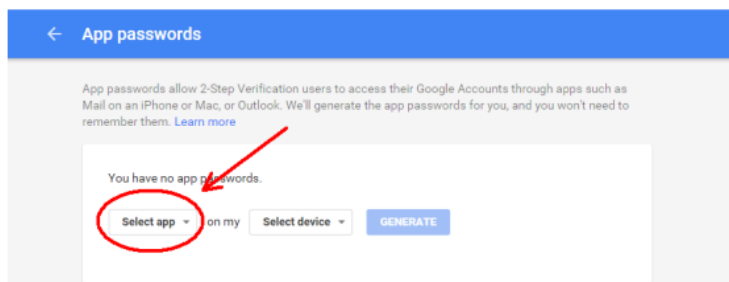 App passwords
App passwords allow 2-Step Verification users to access their Google Accounts through apps such as
Mail on an iPhone or Mac, or Outlook. We'll generate the app passwords for you, and you won't need to
remember them. Learn more
You have no app passwords.
Select app on my Select device GENERATE